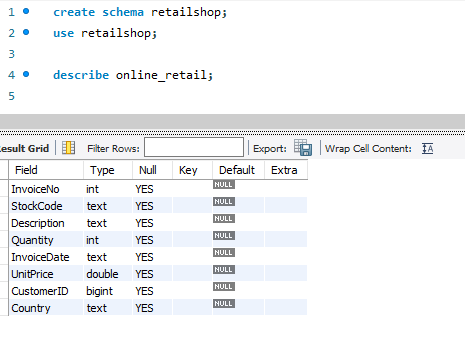 1 create schema retailshop;
2 use retailshop;
3
4 describe online_retail;
5
Result Grid Filter Rows: Export: Wrap Cell Content: IA
Field Type Null Key Default Extra
InvoiceNo int YES NULL
StockCode text YES NULL
Description text YES NULL
Quantity int YES NULL
InvoiceDate text YES NULL
UnitPrice double YES NULL
CustomerID bigint YES NULL
Country text YES NULL